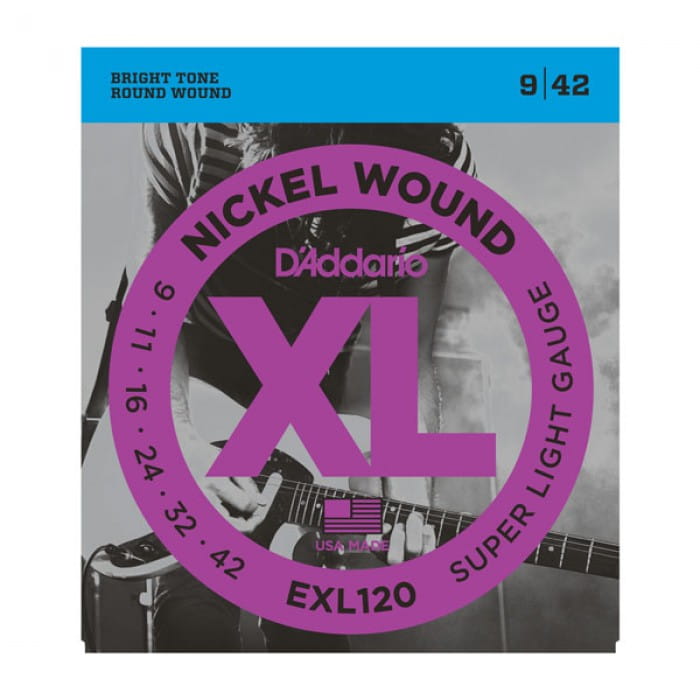 BRIGHT TONE
ROUND WOUND
9|42
NICKEL WOUND
D'Addario
XL
9 · 11 · 16 · 24 · 32 · 42
SUPER LIGHT GAUGE
USA MADE
EXL120